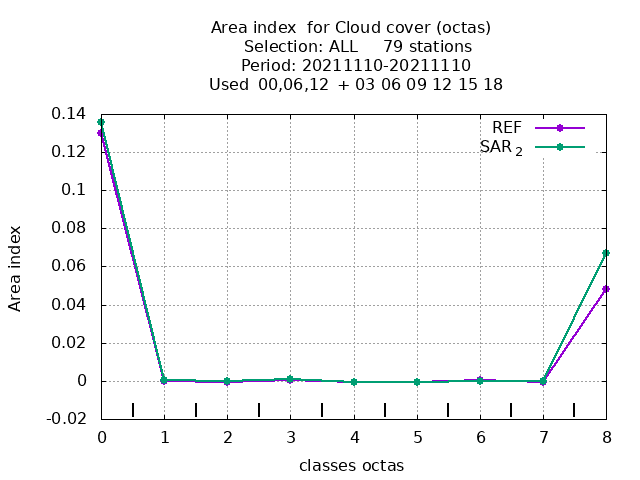 Area index  for Cloud cover (octas)
Selection: ALL     79 stations
Period: 20211110-20211110
Used  00,06,12  + 03 06 09 12 15 18
0.14
REF
SAR 2
0.12
0.1
0.08
0.06
0.04
0.02
0
-0.02
Area index
0 1 2 3 4 5 6 7 8
classes octas